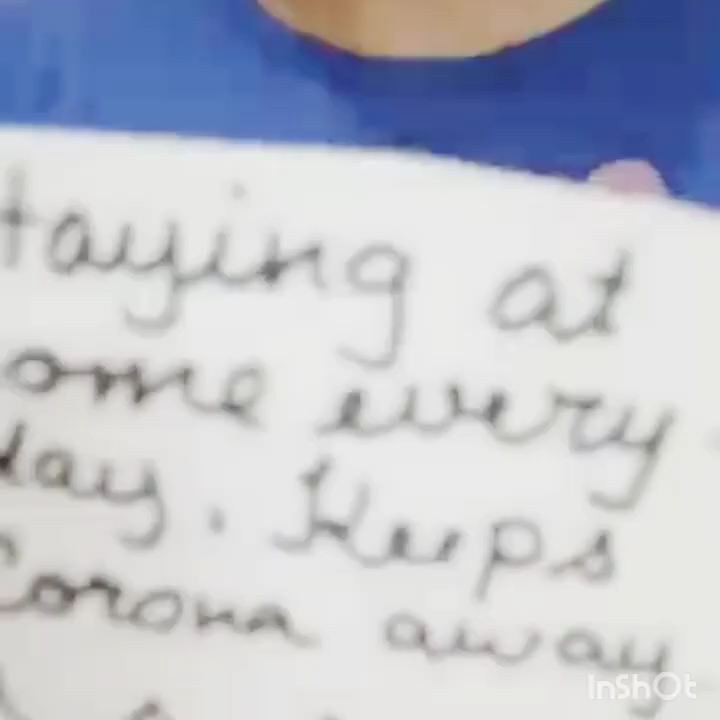 taying at
ome every-
day. Keeps
Corona away.
InShOt